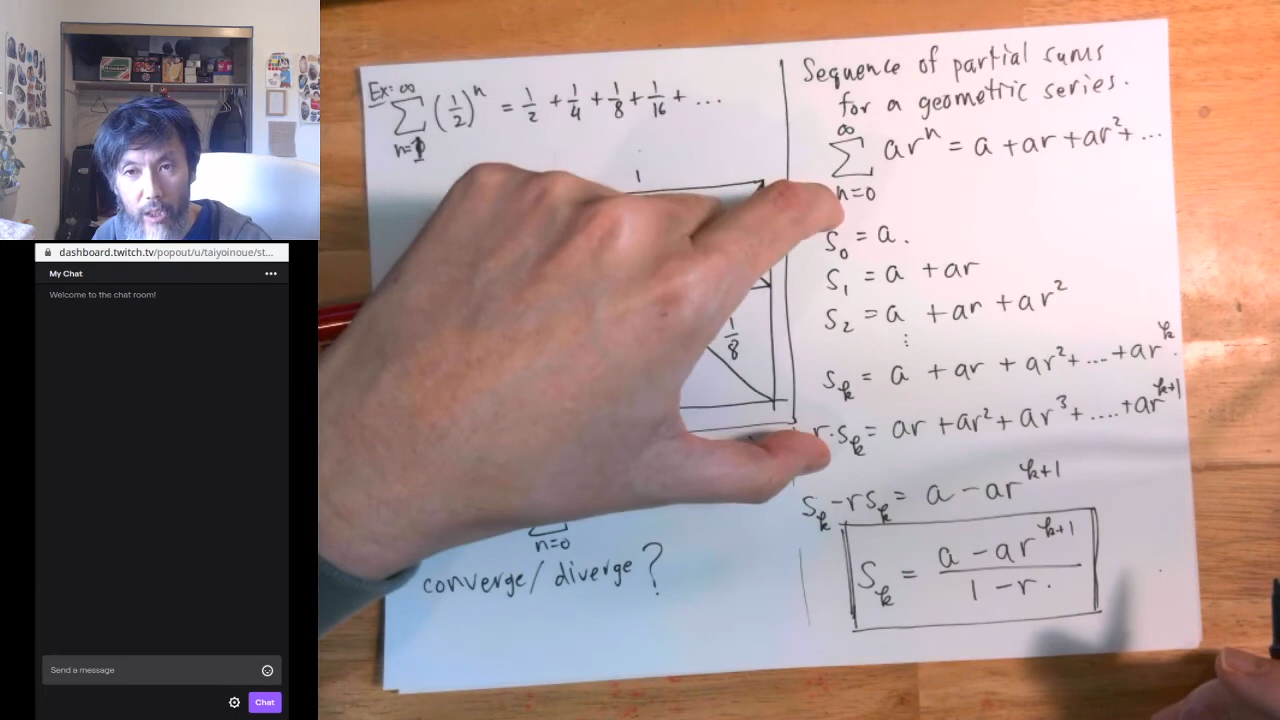 dashboard.twitch.tv/popout/u/taiyoinoue/st...
My Chat
Welcome to the chat room!
Send a message
Chat
Ex:
∞
∑ (1/2)^n = 1/2 + 1/4 + 1/8 + 1/16 + ...
n=1
1
1/8
∑
n=0
converge/diverge?
Sequence of partial sums
for a geometric series.
∞
∑ ar^n = a + ar + ar^2 + ...
n=0
S_0 = a.
S_1 = a + ar
S_2 = a + ar + ar^2
⋮
S_k = a + ar + ar^2 + .... + ar^k.
r·S_k = ar + ar^2 + ar^3 + .... + ar^{k+1}
S_k - rS_k = a - ar^{k+1}
S_k = (a - ar^{k+1})/(1 - r).